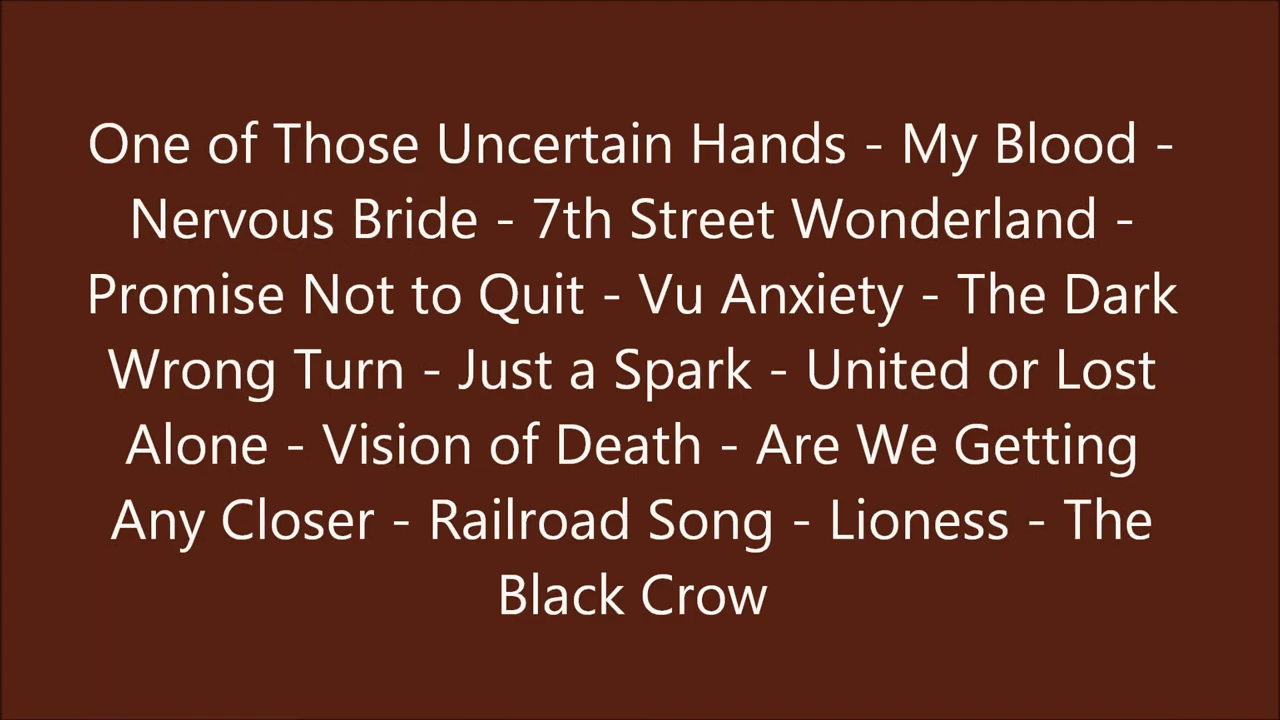 One of Those Uncertain Hands - My Blood -
Nervous Bride - 7th Street Wonderland -
Promise Not to Quit - Vu Anxiety - The Dark
Wrong Turn - Just a Spark - United or Lost
Alone - Vision of Death - Are We Getting
Any Closer - Railroad Song - Lioness - The
Black Crow